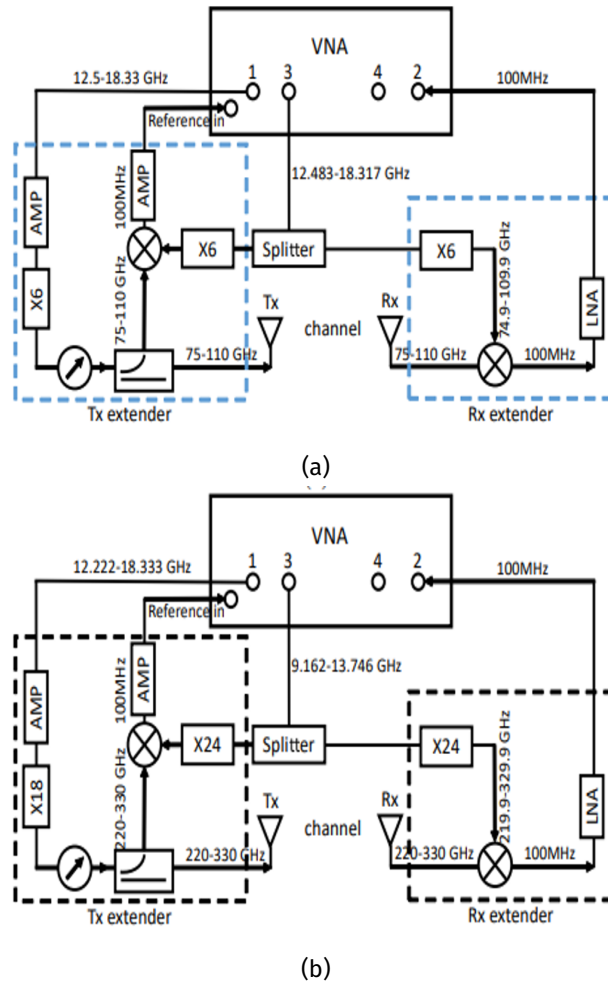 VNA
1 3 4 2
12.5-18.33 GHz
100MHz
Reference in
12.483-18.317 GHz
AMP
AMP
100MHz
X6
75-110 GHz
X6
Splitter
X6
74.9-109.9 GHz
LNA
Tx
channel
Rx
75-110 GHz
75-110 GHz
100MHz
Tx extender
Rx extender
(a)
VNA
1 3 4 2
12.222-18.333 GHz
100MHz
Reference in
9.162-13.746 GHz
AMP
AMP
100MHz
X18
220-330 GHz
X24
Splitter
X24
219.9-329.9 GHz
LNA
Tx
channel
Rx
220-330 GHz
220-330 GHz
100MHz
Tx extender
Rx extender
(b)